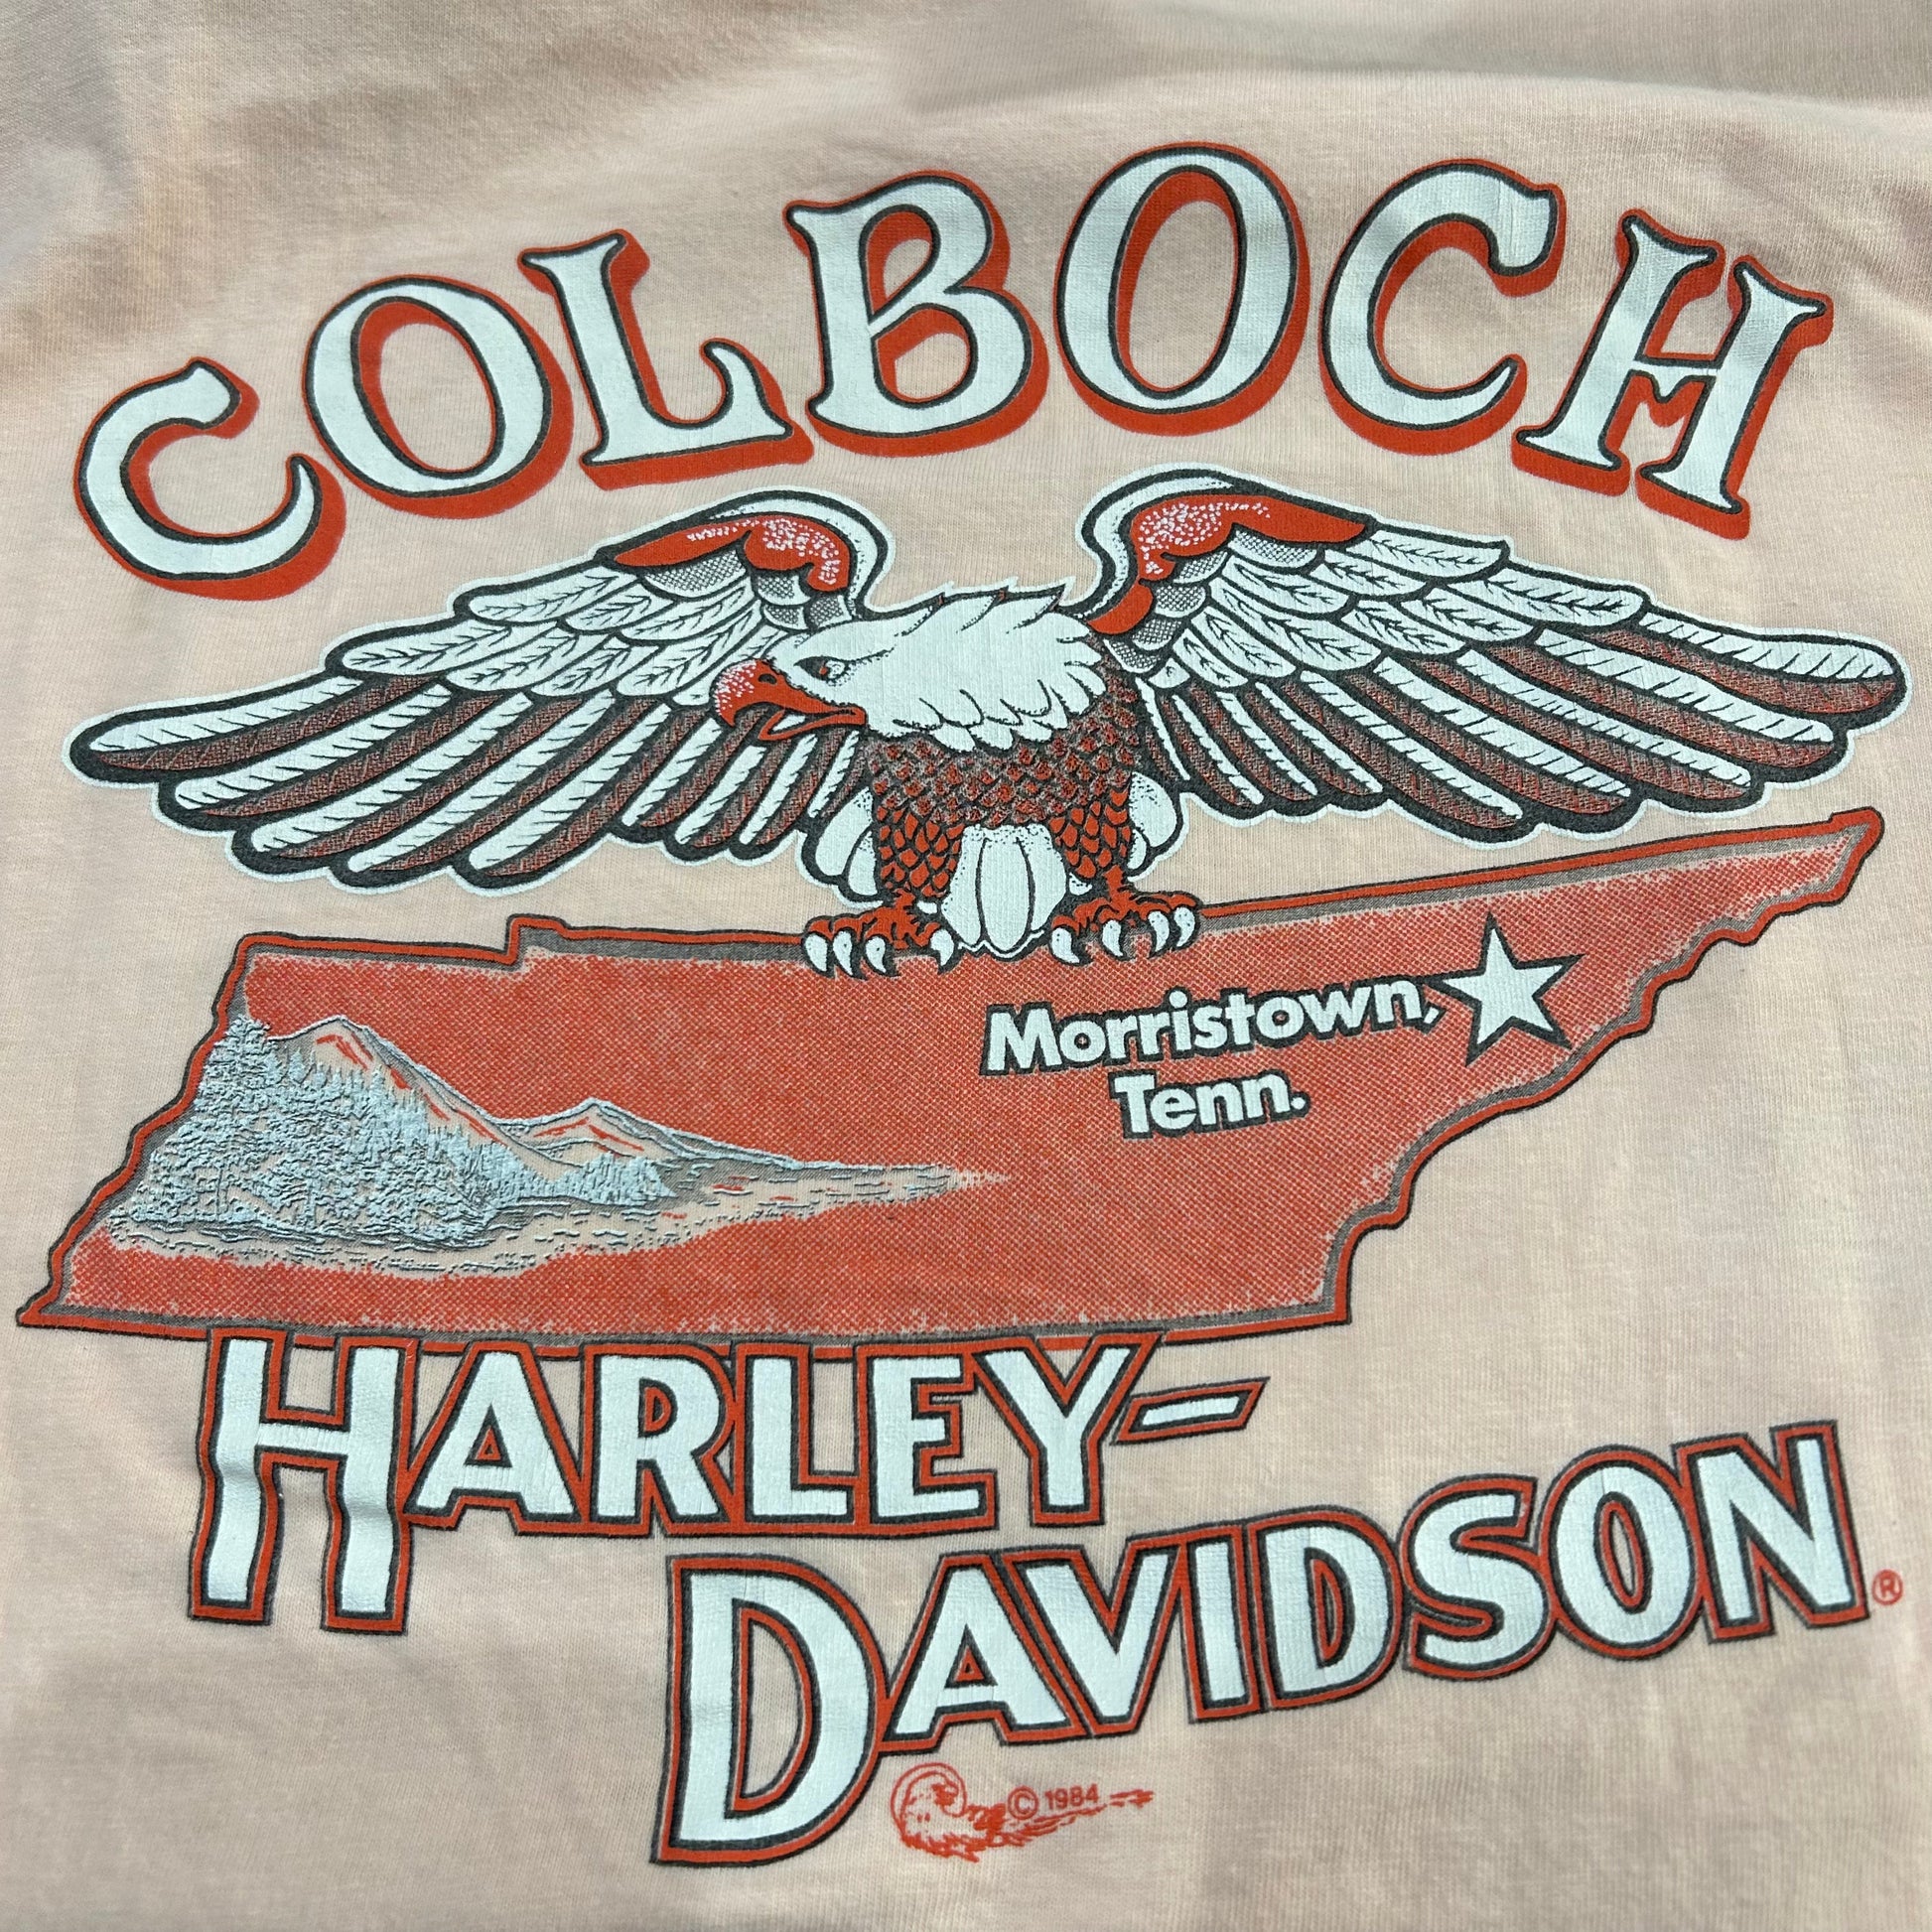 COLBOCH
Morristown,
Tenn.
HARLEY-
DAVIDSON®
© 1984